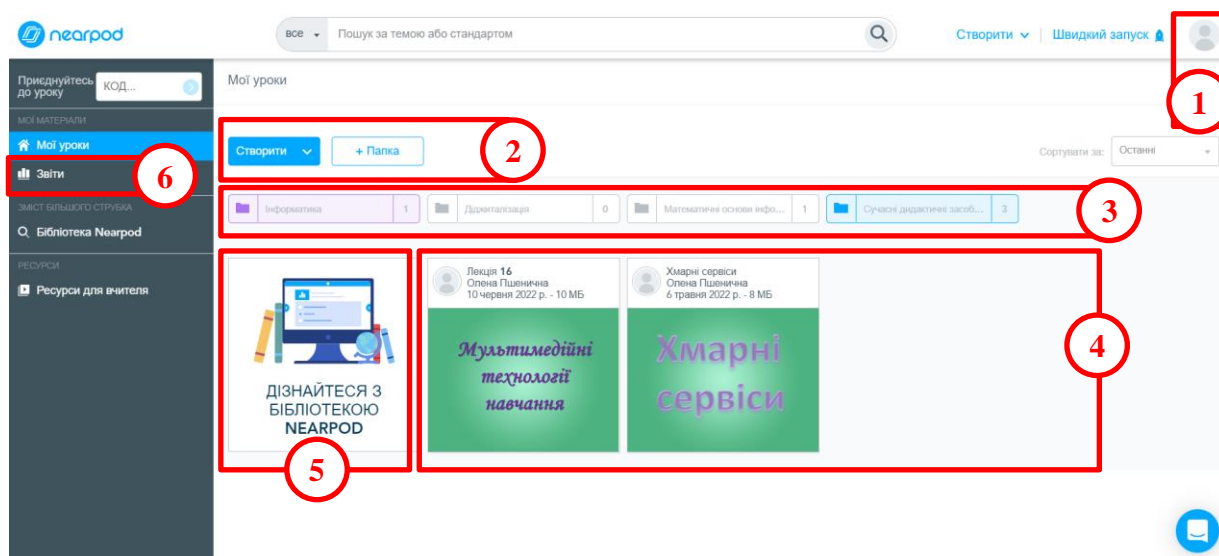 nearpod
все
Пошук за темою або стандартом
Створити
Швидкий запуск
1
Приєднуйтесь до уроку
КОД...
МОЇ МАТЕРІАЛИ
Мої уроки
Звіти
6
ЗМІСТ БІЛЬШОГО СТРУБКА
Бібліотека Nearpod
РЕСУРСИ
Ресурси для вчителя
Мої уроки
Створити
+ Папка
2
Сортувати за:
Останні
Інформатика 1
Діджиталізація 0
Математичні основи інфо... 1
Сучасні дидактичні засоб... 3
3
ДІЗНАЙТЕСЯ З
БІБЛІОТЕКОЮ
NEARPOD
5
Лекція 16
Олена Пшенична
10 червня 2022 р. - 10 МБ
Мультимедійні
технології
навчання
Хмарні сервіси
Олена Пшенична
6 травня 2022 р. - 8 МБ
Хмарні
сервіси
4